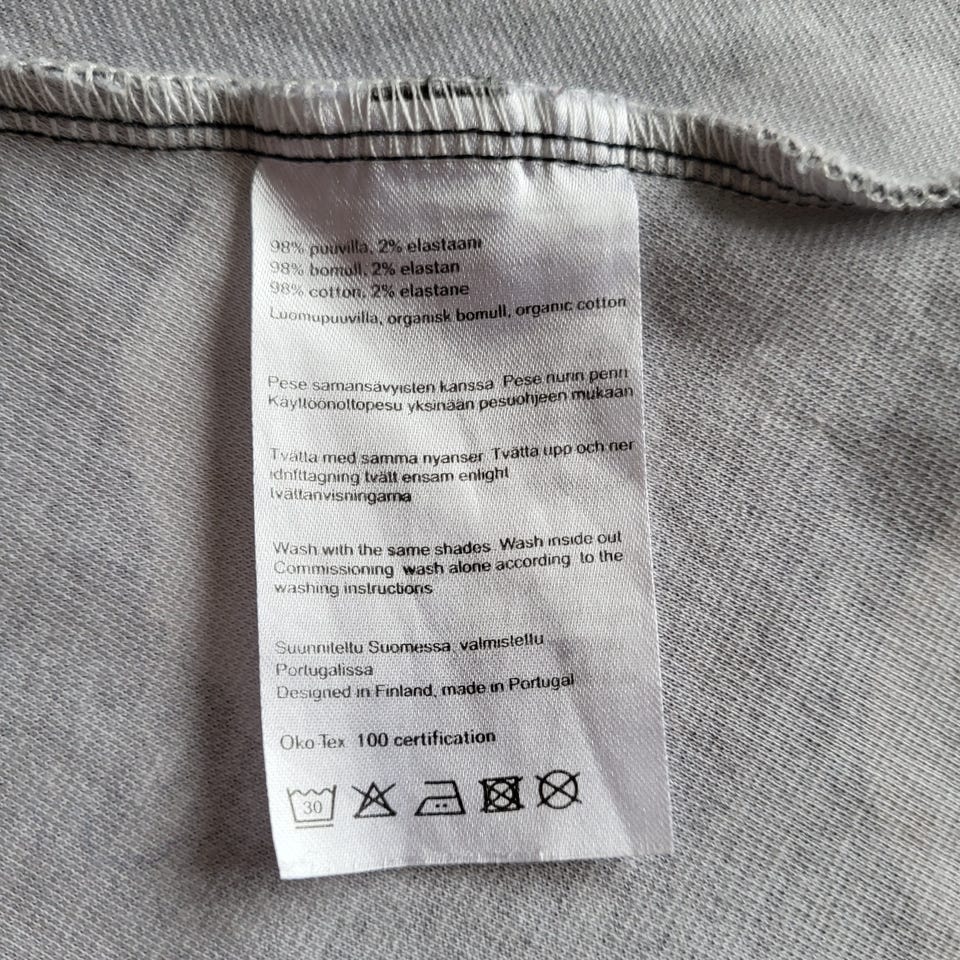 98% puuvilla, 2% elastaani
98% bomull, 2% elastan
98% cotton, 2% elastane
Luomupuuvilla, organisk bomull, organic cotton
Pese samansävyisten kanssa. Pese nurin perin
Käyttöönottopesu yksinään pesuohjeen mukaan
Tvätta med samma nyanser. Tvätta upp och ner
idrifttagning tvätt ensam enlight
tvättanvisningarna
Wash with the same shades. Wash inside out
Commissioning wash alone according to the
washing instructions
Suunniteltu Suomessa, valmistettu
Portugalissa
Designed in Finland, made in Portugal
Oko-Tex 100 certification
30